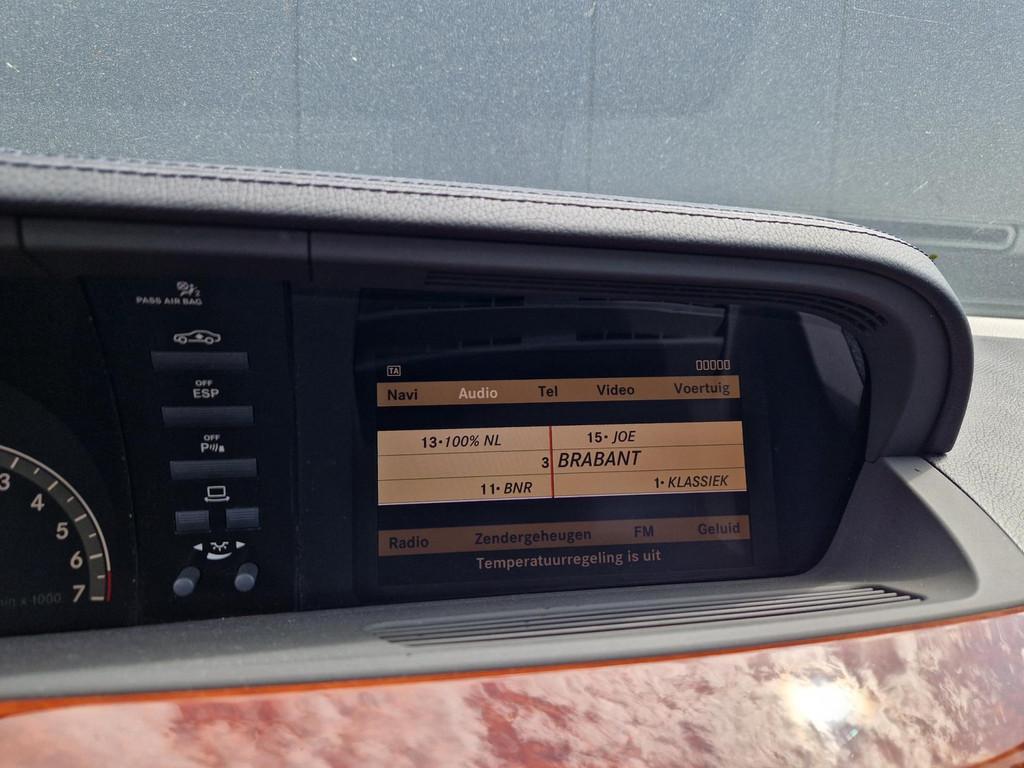 PASS AIR BAG
OFF
ESP
OFF
P
3
4
5
6
7
min x 1000
TA
Navi Audio Tel Video Voertuig
13·100% NL 15· JOE
3 BRABANT
11· BNR 1· KLASSIEK
Radio Zendergeheugen FM Geluid
Temperatuurregeling is uit